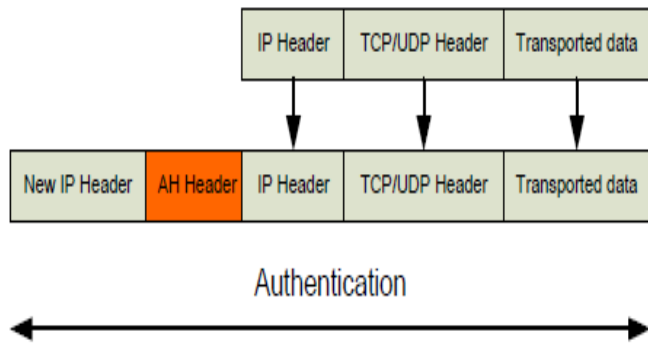 IP Header TCP/UDP Header Transported data
New IP Header AH Header IP Header TCP/UDP Header Transported data
Authentication